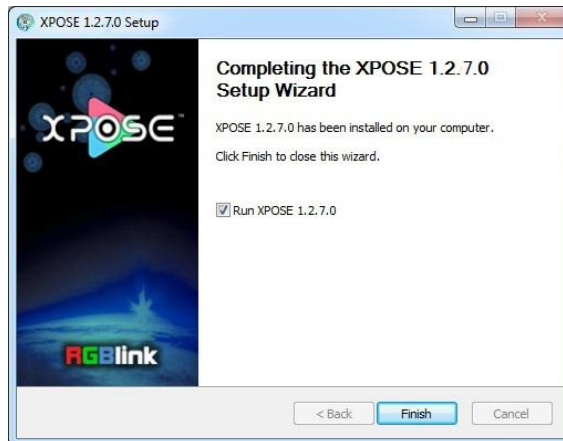 XPOSE 1.2.7.0 Setup
XPOSE™
RGBlink
Completing the XPOSE 1.2.7.0
Setup Wizard
XPOSE 1.2.7.0 has been installed on your computer.
Click Finish to close this wizard.
Run XPOSE 1.2.7.0
< Back
Finish
Cancel